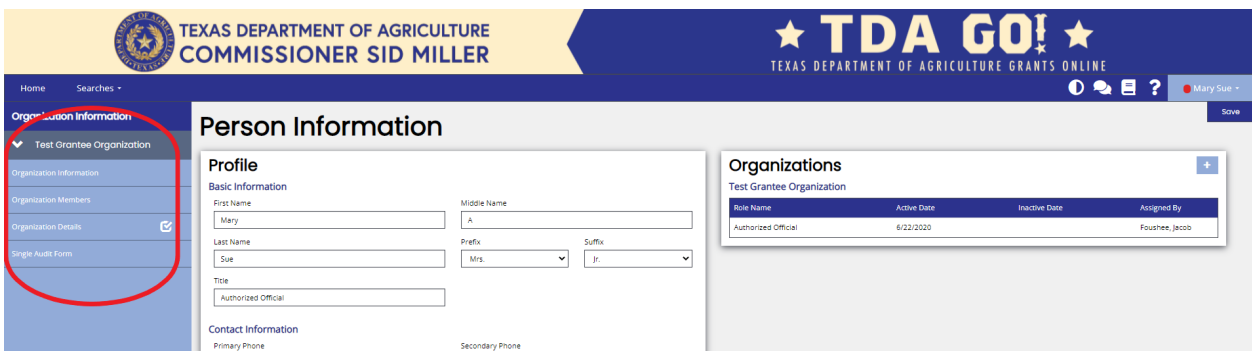 TEXAS DEPARTMENT OF AGRICULTURE
COMMISSIONER SID MILLER
TDA GO!
TEXAS DEPARTMENT OF AGRICULTURE GRANTS ONLINE
Home Searches
? Mary Sue
Organization Information
Save
Test Grantee Organization
Organization Information
Organization Members
Organization Details
Single Audit Form
Person Information
Profile
Basic Information
First Name Middle Name
Mary A
Last Name Prefix Suffix
Sue Mrs. Jr.
Title
Authorized Official
Contact Information
Primary Phone Secondary Phone
Organizations +
Test Grantee Organization
Role Name Active Date Inactive Date Assigned By
Authorized Official 6/22/2020 Foushee, Jacob